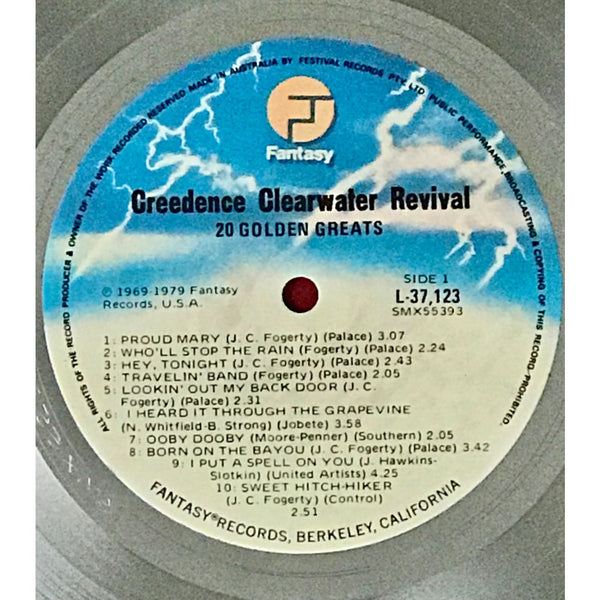 ALL RIGHTS OF THE RECORD PRODUCER & OWNER OF THE WORK RECORDED RESERVED MADE IN AUSTRALIA BY FESTIVAL RECORDS PTY. LTD. PUBLIC PERFORMANCE, BROADCASTING & COPYING OF THIS RECORD PROHIBITED.
Fantasy
Creedence Clearwater Revival
20 GOLDEN GREATS
℗ 1969-1979 Fantasy
Records, U.S.A.
SIDE 1
L-37,123
SMX55393
1: PROUD MARY (J. C. Fogerty) (Palace) 3.07
2: WHO'LL STOP THE RAIN (Fogerty) (Palace) 2.24
3: HEY, TONIGHT (J. C. Fogerty) (Palace) 2.43
4: TRAVELIN' BAND (Fogerty) (Palace) 2.05
5: LOOKIN' OUT MY BACK DOOR (J. C.
Fogerty) (Palace) 2.31
6: I HEARD IT THROUGH THE GRAPEVINE
(N. Whitfield-B. Strong) (Jobete) 3.58
7: OOBY DOOBY (Moore-Penner) (Southern) 2.05
8: BORN ON THE BAYOU (J. C. Fogerty) (Palace) 3.42
9: I PUT A SPELL ON YOU (J. Hawkins-
Slotkin) (United Artists) 4.25
10: SWEET HITCH-HIKER
(J. C. Fogerty) (Control)
2.51
FANTASY® RECORDS, BERKELEY, CALIFORNIA